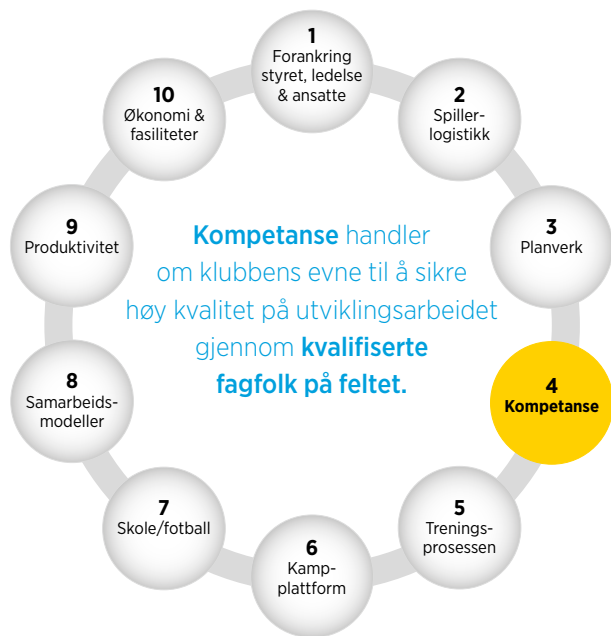 1
Forankring
styret, ledelse
& ansatte
2
Spiller-
logistikk
3
Planverk
4
Kompetanse
5
Trenings-
prosessen
6
Kamp-
plattform
7
Skole/fotball
8
Samarbeids-
modeller
9
Produktivitet
10
Økonomi &
fasiliteter
Kompetanse handler
om klubbens evne til å sikre
høy kvalitet på utviklingsarbeidet
gjennom kvalifiserte
fagfolk på feltet.